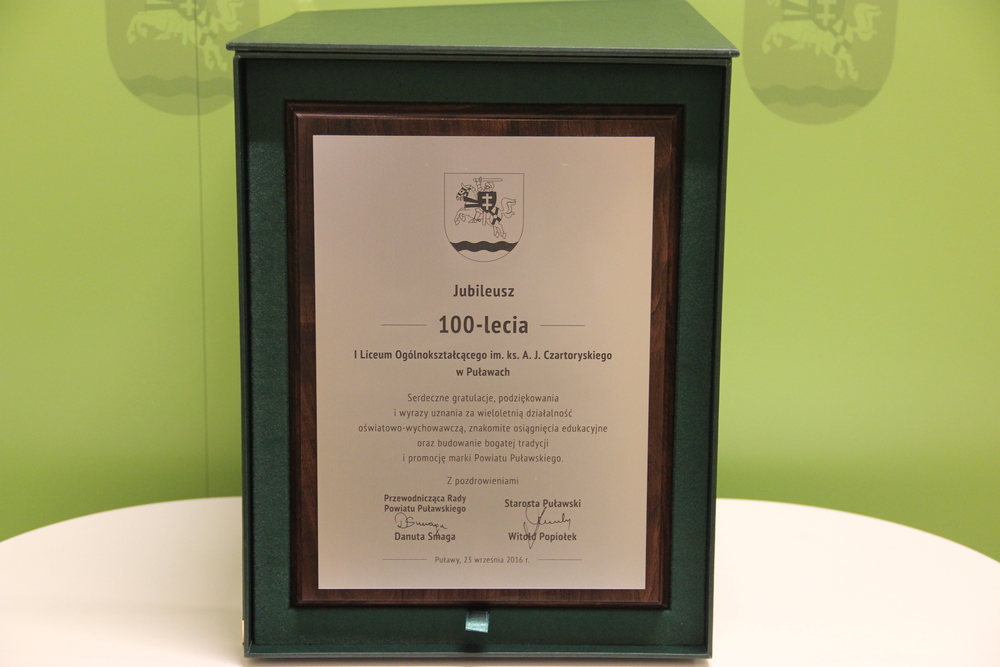 Jubileusz
100-lecia
I Liceum Ogólnokształcącego im. ks. A. J. Czartoryskiego
w Puławach
Serdeczne gratulacje, podziękowania
i wyrazy uznania za wieloletnią działalność
oświatowo-wychowawczą, znakomite osiągnięcia edukacyjne
oraz budowanie bogatej tradycji
i promocję marki Powiatu Puławskiego.
Z pozdrowieniami
Przewodnicząca Rady
Powiatu Puławskiego
Danuta Smaga
Starosta Puławski
Witold Popiołek
Puławy, 23 września 2016 r.